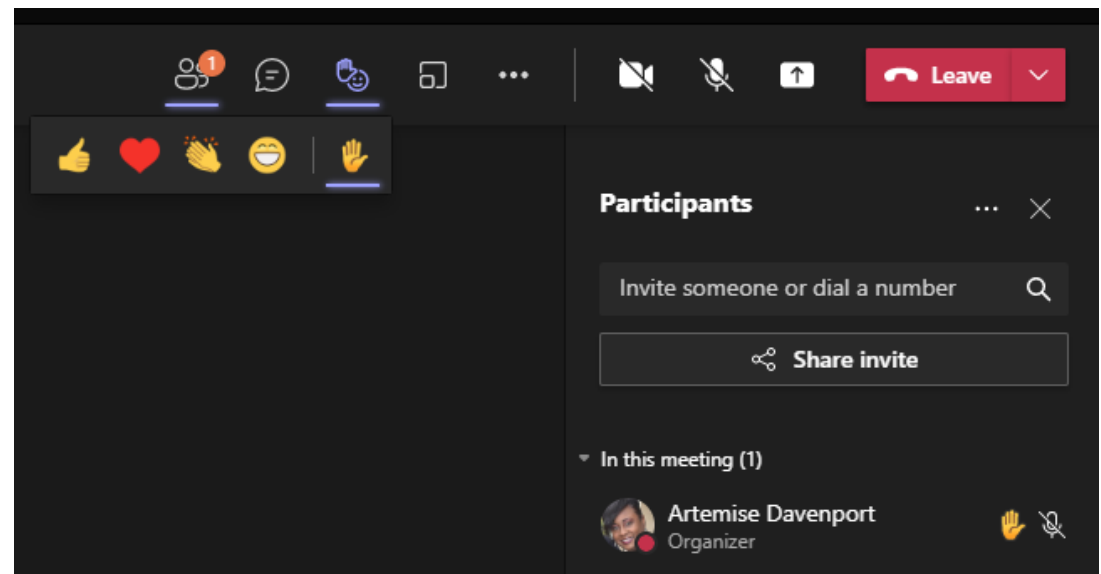 1
Leave
Participants
Invite someone or dial a number
Share invite
In this meeting (1)
Artemise Davenport
Organizer